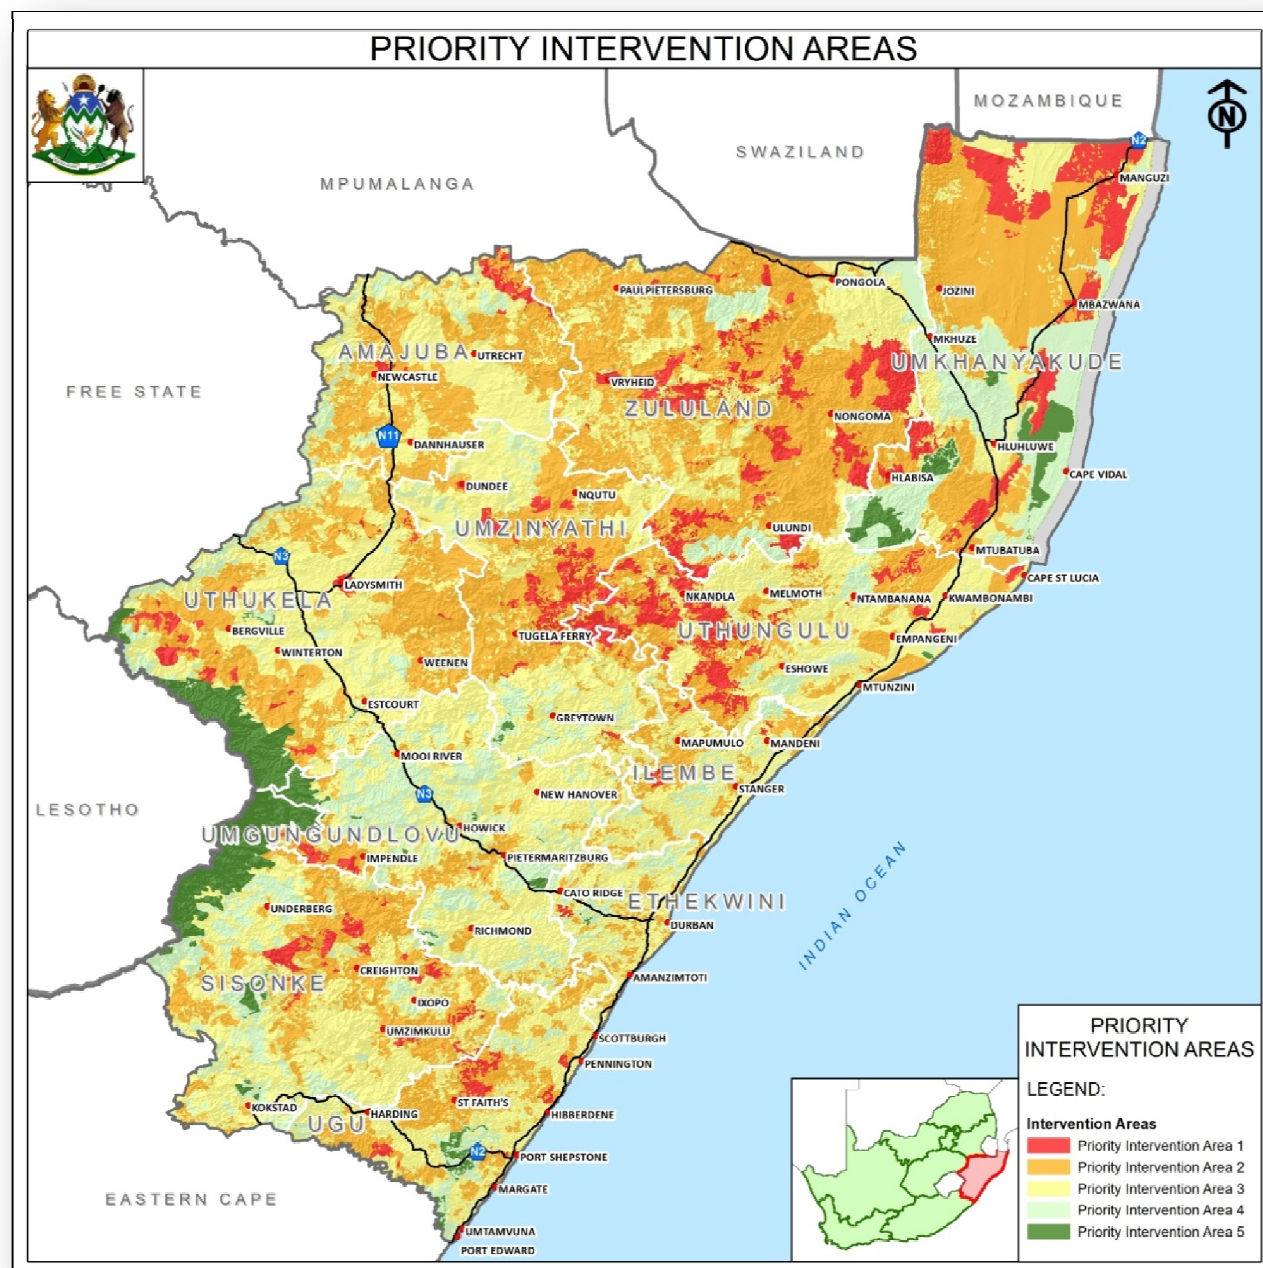 PRIORITY INTERVENTION AREAS
MOZAMBIQUE
N
SWAZILAND
N2
MPUMALANGA
MANGUZI
PONGOLA
PAULPIETERSBURG
JOZINI
MBAZWANA
MKHUZE
AMAJUBA
UTRECHT
UMKHANYAKUDE
NEWCASTLE
VRYHEID
FREE STATE
ZULULAND
NONGOMA
N11
DANNHAUSER
HLUHLUWE
CAPE VIDAL
HLABISA
DUNDEE
NQUTU
UMZINYATHI
ULUNDI
MTUBATUBA
N3
CAPE ST LUCIA
LADYSMITH
UTHUKELA
NKANDLA
MELMOTH
NTAMBANANA
KWAMBONAMBI
BERGVILLE
TUGELA FERRY
UTHUNGULU
EMPANGENI
WINTERTON
WEENEN
ESHOWE
MTUNZINI
ESTCOURT
GREYTOWN
MAPUMULO
MANDENI
MOOI RIVER
ILEMBE
STANGER
N3
NEW HANOVER
LESOTHO
UMGUNGUNDLOVU
HOWICK
IMPENDLE
PIETERMARITZBURG
CATO RIDGE
ETHEKWINI
INDIAN OCEAN
UNDERBERG
DURBAN
RICHMOND
CREIGHTON
SISONKE
AMANZIMTOTI
IXOPO
UMZIMKULU
SCOTTBURGH
PENNINGTON
KOKSTAD
UGU
HARDING
ST FAITH'S
HIBBERDENE
N2
PORT SHEPSTONE
MARGATE
EASTERN CAPE
UMTAMVUNA
PORT EDWARD
PRIORITY
INTERVENTION AREAS
LEGEND:
Intervention Areas
Priority Intervention Area 1
Priority Intervention Area 2
Priority Intervention Area 3
Priority Intervention Area 4
Priority Intervention Area 5